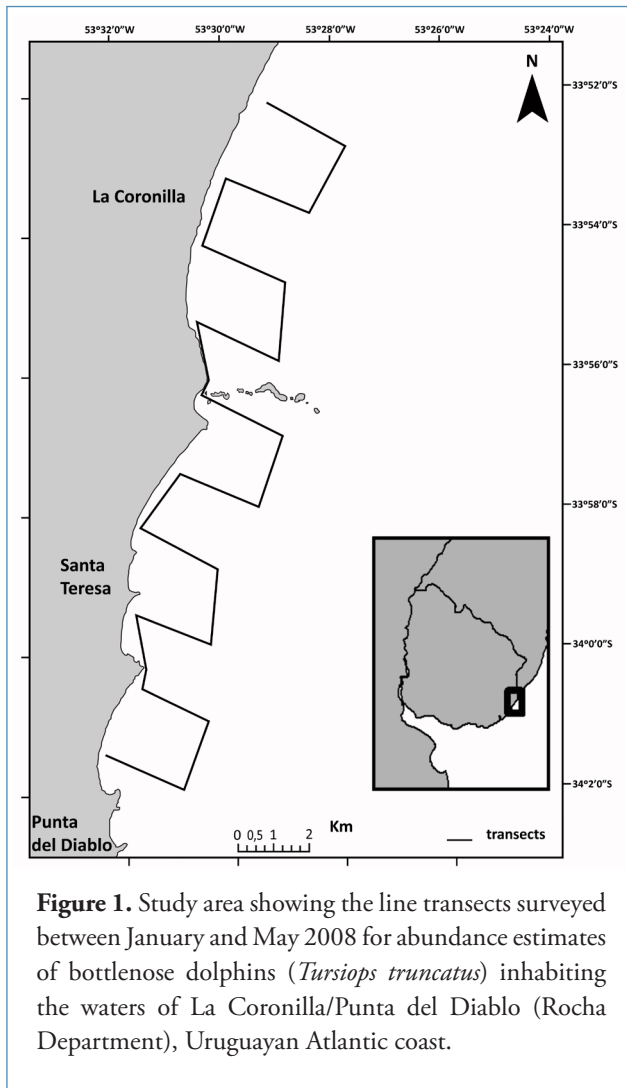 53°32'0"W 53°30'0"W 53°28'0"W 53°26'0"W 53°24'0"W
N
33°52'0"S
La Coronilla
33°54'0"S
33°56'0"S
33°58'0"S
Santa
Teresa
34°0'0"S
34°2'0"S
Punta
del Diablo
Km
0 0,5 1 2
transects
Figure 1. Study area showing the line transects surveyed
between January and May 2008 for abundance estimates
of bottlenose dolphins (Tursiops truncatus) inhabiting
the waters of La Coronilla/Punta del Diablo (Rocha
Department), Uruguayan Atlantic coast.